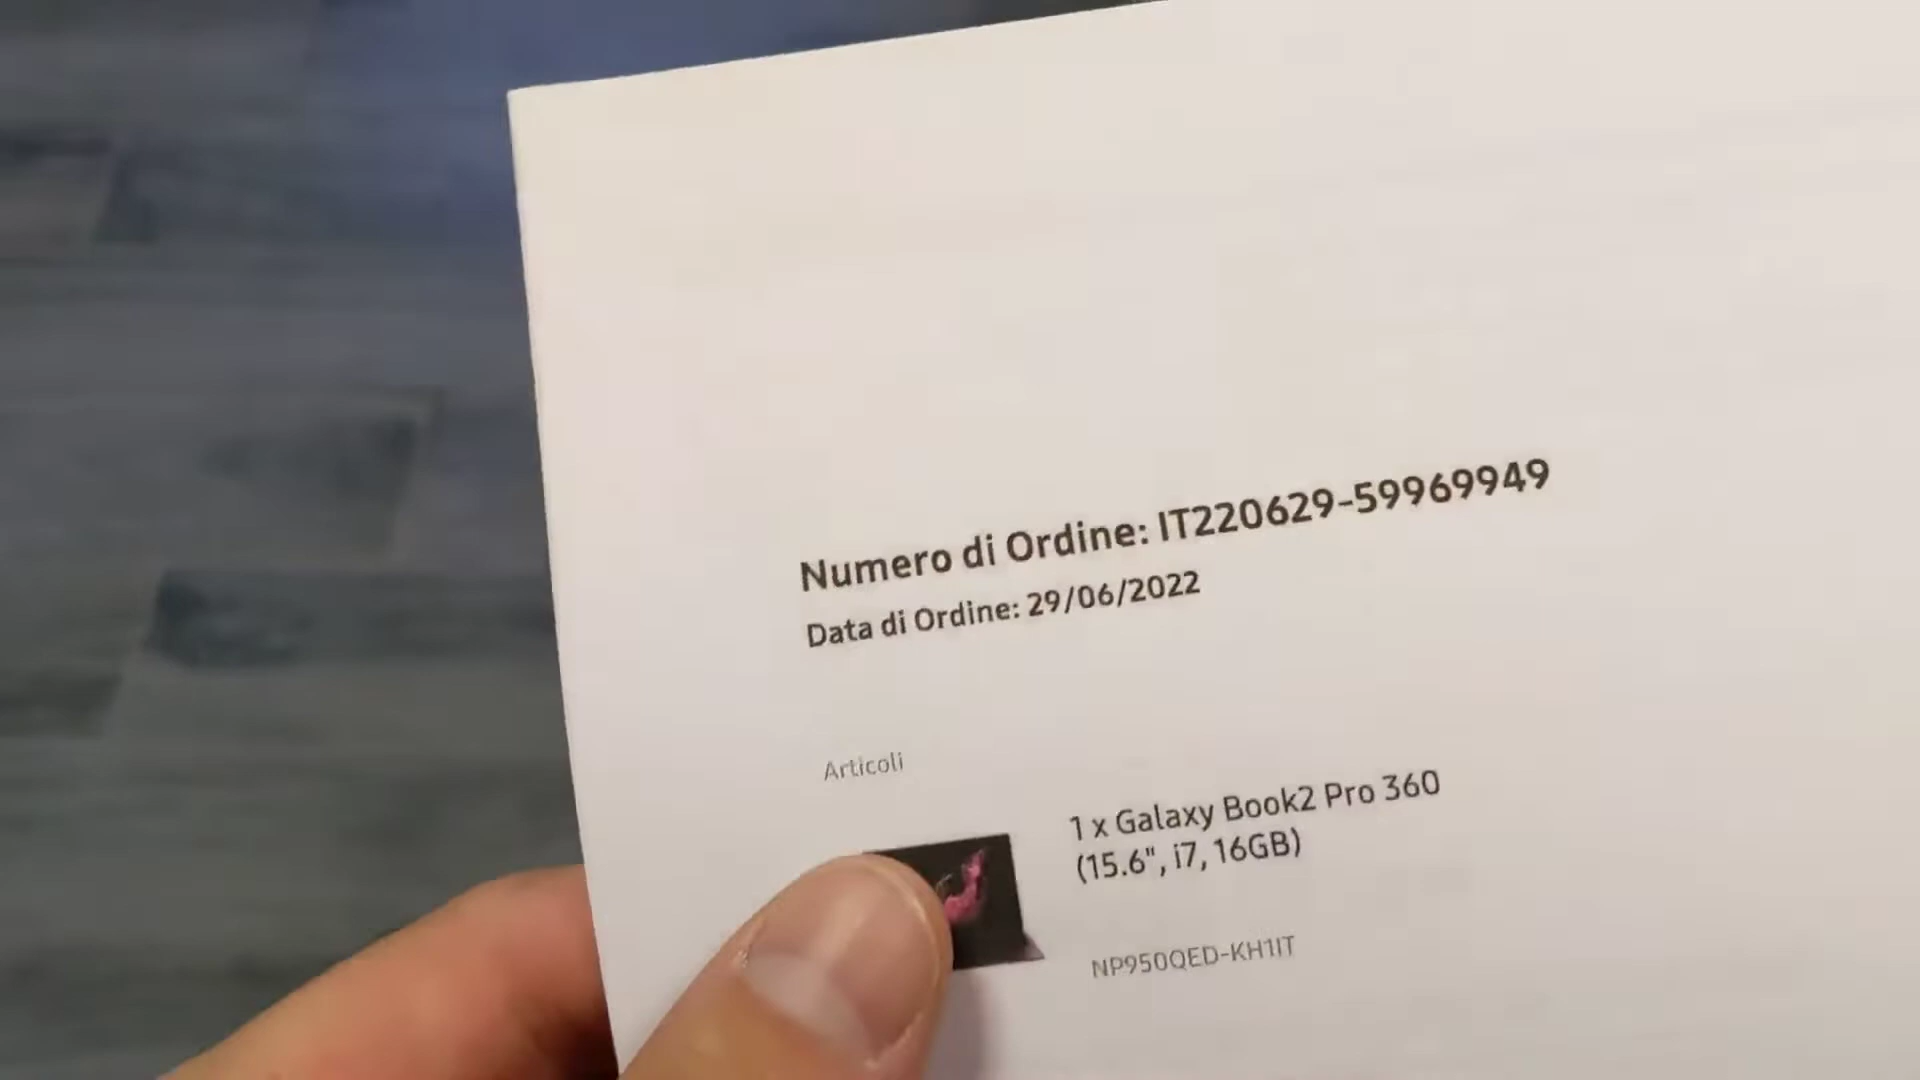 Numero di Ordine: IT220629-59969949
Data di Ordine: 29/06/2022
Articoli
1 x Galaxy Book2 Pro 360
(15.6", i7, 16GB)
NP950QED-KH1IT